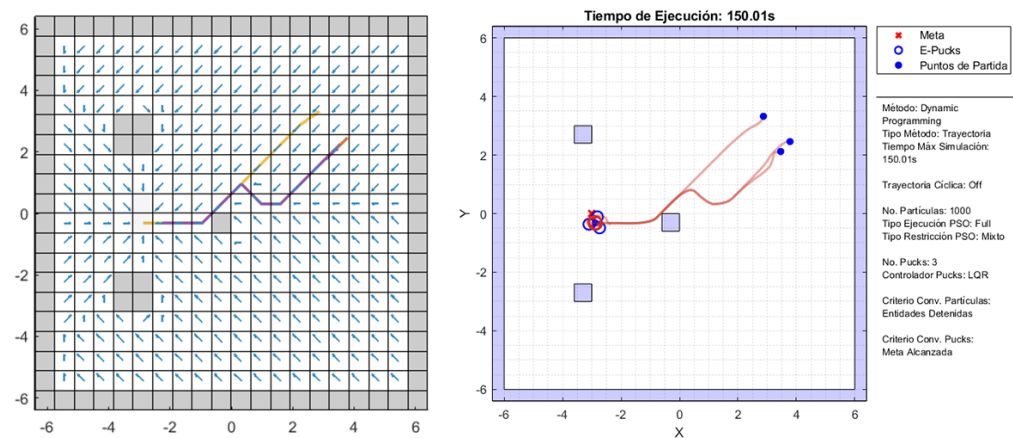 Tiempo de Ejecución: 150.01s
6
4
2
0
-2
-4
-6
-6
-4
-2
0
2
4
6
Y
6
4
2
0
-2
-4
-6
-6
-4
-2
0
2
4
6
X
Meta
E-Pucks
Puntos de Partida
Método: Dynamic
Programming
Tipo Método: Trayectoria
Tiempo Máx Simulación:
150.01s
Trayectoria Cíclica: Off
No. Partículas: 1000
Tipo Ejecución PSO: Full
Tipo Restricción PSO: Mixto
No. Pucks: 3
Controlador Pucks: LQR
Criterio Conv. Partículas:
Entidades Detenidas
Criterio Conv. Pucks:
Meta Alcanzada